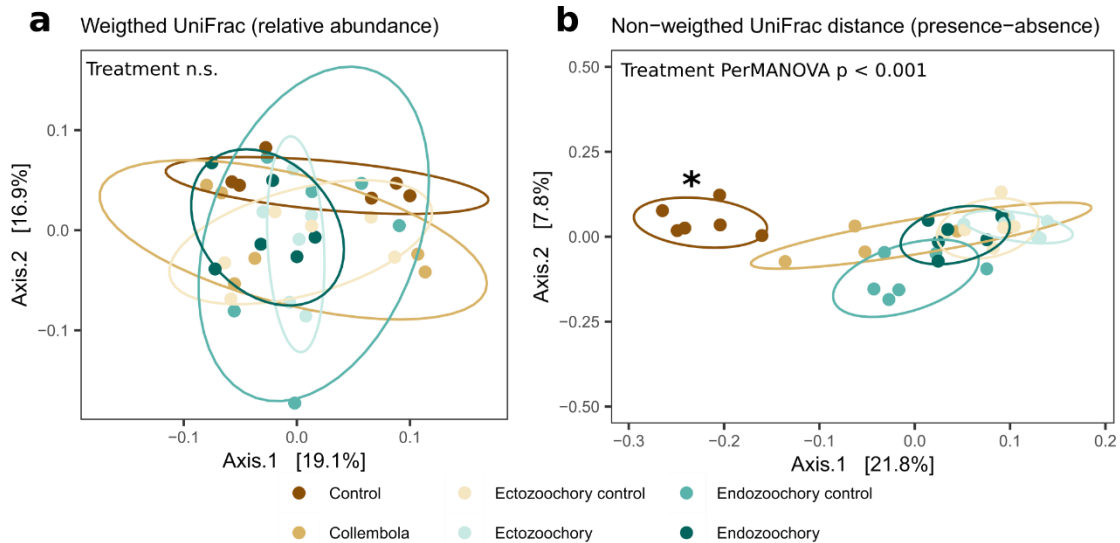 a Weigthed UniFrac (relative abundance)
Treatment n.s.
Axis.2 [16.9%]
0.1
0.0
−0.1
−0.1 0.0 0.1
Axis.1 [19.1%]
b Non-weigthed UniFrac distance (presence−absence)
Treatment PerMANOVA p < 0.001
*
Axis.2 [7.8%]
0.50
0.25
0.00
−0.25
−0.50
−0.3 −0.2 −0.1 0.0 0.1 0.2
Axis.1 [21.8%]
Control Ectozoochory control Endozoochory control
Collembola Ectozoochory Endozoochory